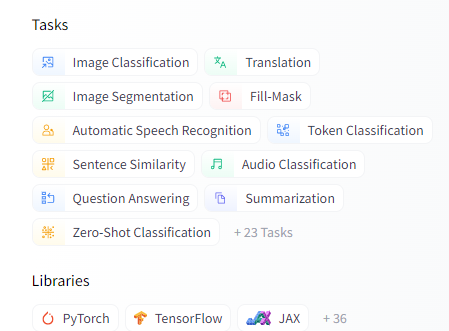 Tasks
Image Classification Translation
Image Segmentation Fill-Mask
Automatic Speech Recognition Token Classification
Sentence Similarity Audio Classification
Question Answering Summarization
Zero-Shot Classification + 23 Tasks
Libraries
PyTorch TensorFlow JAX + 36